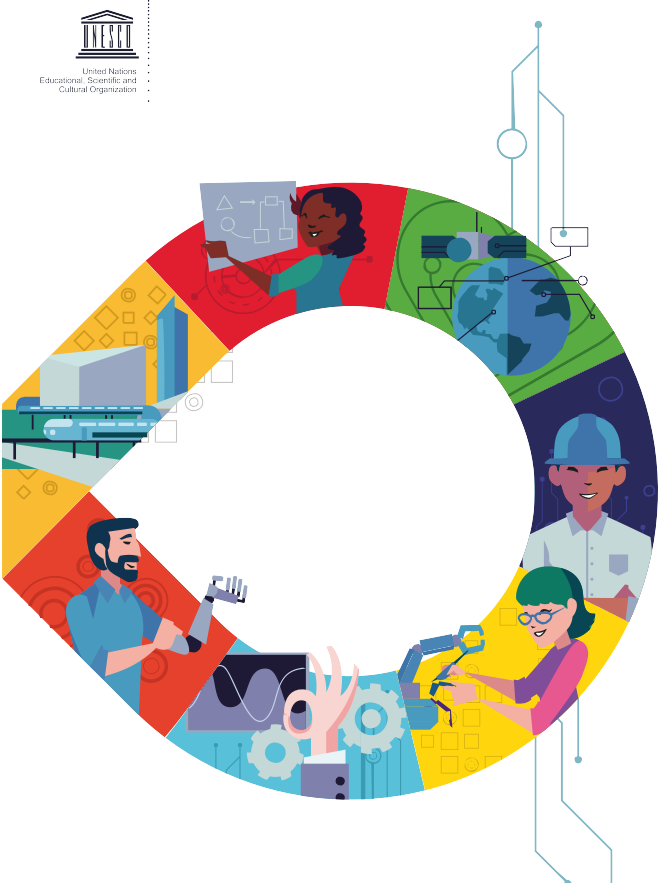 UNESCO
United Nations
Educational, Scientific and
Cultural Organization